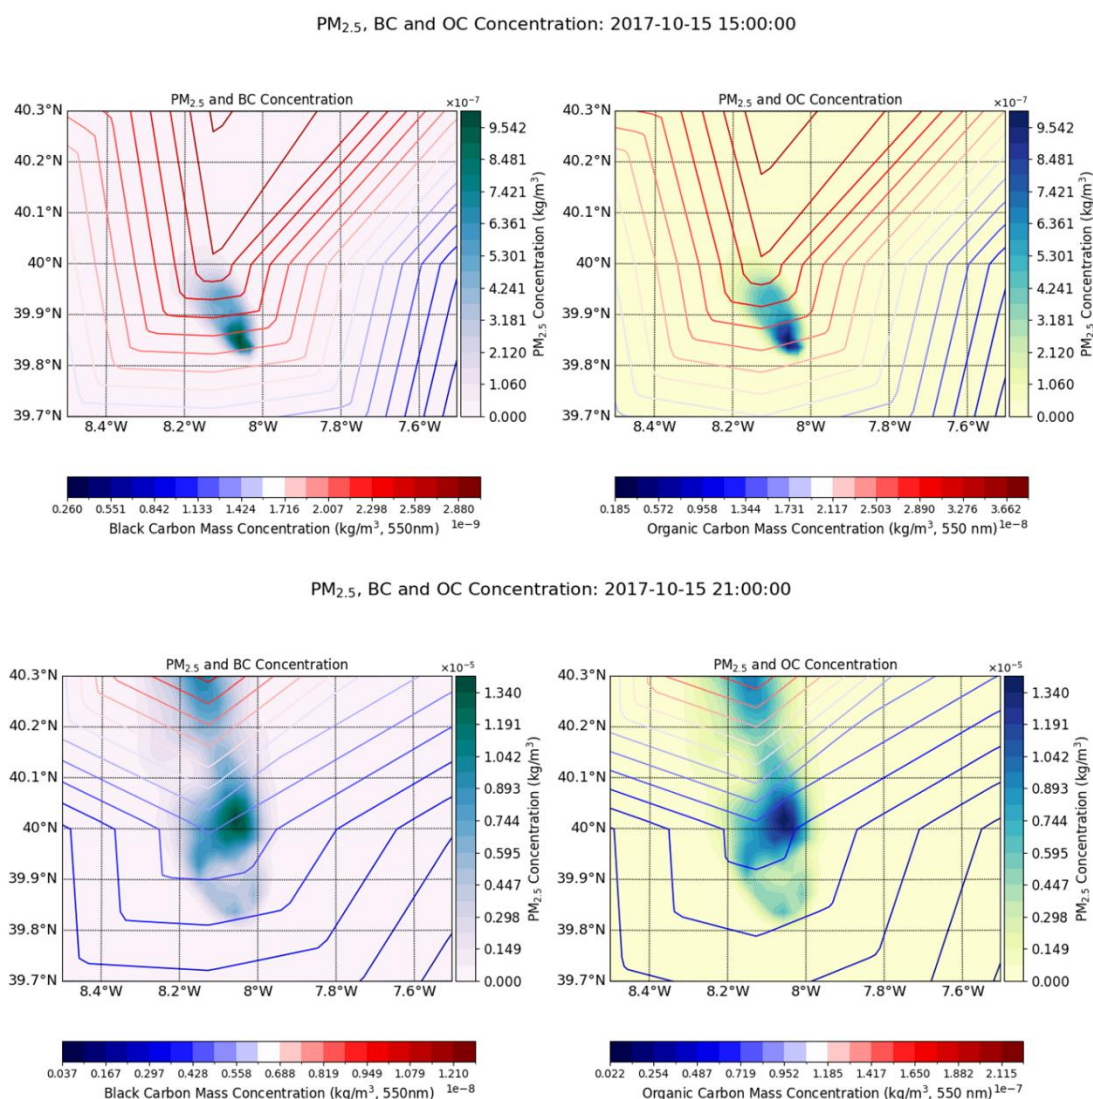 PM2.5, BC and OC Concentration: 2017-10-15 15:00:00
PM2.5 and BC Concentration
×10−7
40.3°N
40.2°N
40.1°N
40°N
39.9°N
39.8°N
39.7°N
8.4°W 8.2°W 8°W 7.8°W 7.6°W
9.542
8.481
7.421
6.361
5.301
4.241
3.181
2.120
1.060
0.000
PM2.5 Concentration (kg/m3)
0.260 0.551 0.842 1.133 1.424 1.716 2.007 2.298 2.589 2.880
Black Carbon Mass Concentration (kg/m3, 550nm) 1e-9
PM2.5 and OC Concentration
×10−7
40.3°N
40.2°N
40.1°N
40°N
39.9°N
39.8°N
39.7°N
8.4°W 8.2°W 8°W 7.8°W 7.6°W
9.542
8.481
7.421
6.361
5.301
4.241
3.181
2.120
1.060
0.000
PM2.5 Concentration (kg/m3)
0.185 0.572 0.958 1.344 1.731 2.117 2.503 2.890 3.276 3.662
Organic Carbon Mass Concentration (kg/m3, 550 nm) 1e-8
PM2.5, BC and OC Concentration: 2017-10-15 21:00:00
PM2.5 and BC Concentration
×10−5
40.3°N
40.2°N
40.1°N
40°N
39.9°N
39.8°N
39.7°N
8.4°W 8.2°W 8°W 7.8°W 7.6°W
1.340
1.191
1.042
0.893
0.745
0.596
0.447
0.298
0.149
0.000
PM2.5 Concentration (kg/m3)
0.037 0.167 0.298 0.428 0.558 0.688 0.819 0.949 1.079 1.210
Black Carbon Mass Concentration (kg/m3, 550nm) 1e-8
PM2.5 and OC Concentration
×10−5
40.3°N
40.2°N
40.1°N
40°N
39.9°N
39.8°N
39.7°N
8.4°W 8.2°W 8°W 7.8°W 7.6°W
1.340
1.191
1.042
0.893
0.745
0.596
0.447
0.298
0.149
0.000
PM2.5 Concentration (kg/m3)
0.022 0.254 0.487 0.719 0.952 1.185 1.417 1.650 1.882 2.115
Organic Carbon Mass Concentration (kg/m3, 550 nm) 1e-7